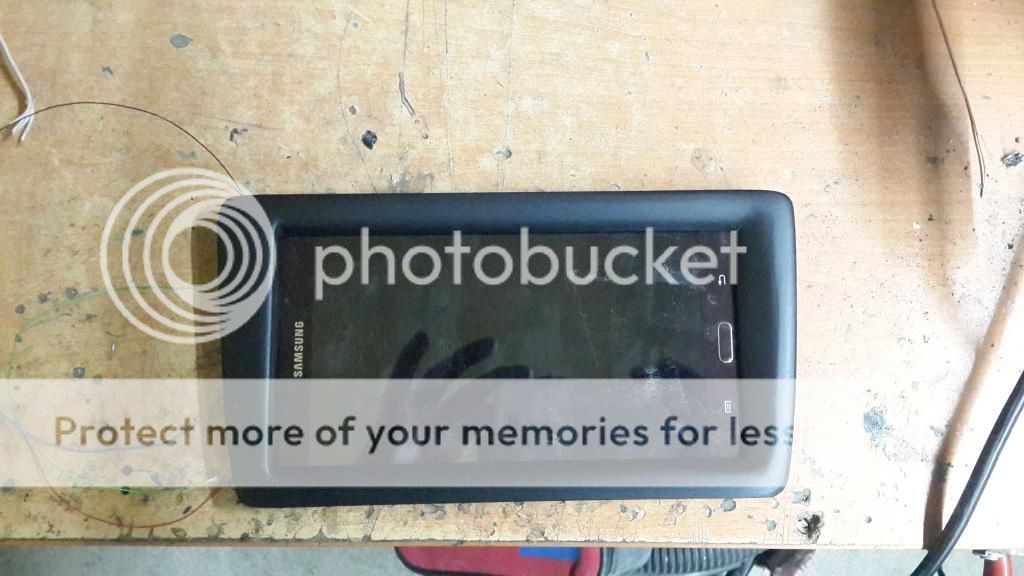 photobucket
SAMSUNG
Protect more of your memories for less